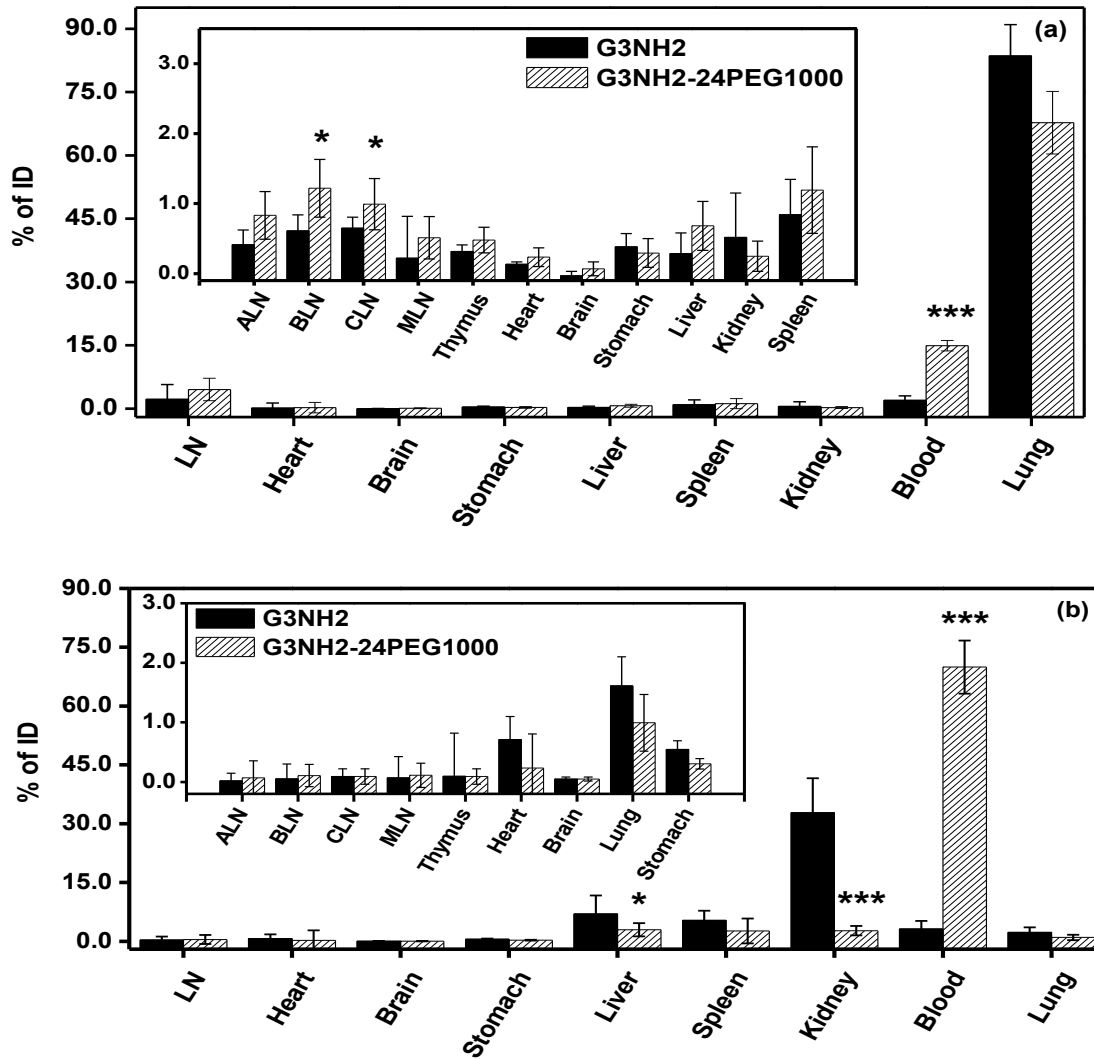 (a)
G3NH2
G3NH2-24PEG1000
% of ID
90.0
75.0
60.0
45.0
30.0
15.0
0.0
3.0
2.0
1.0
0.0
* *
ALN BLN CLN MLN Thymus Heart Brain Stomach Liver Kidney Spleen
***
LN Heart Brain Stomach Liver Spleen Kidney Blood Lung
(b)
G3NH2
G3NH2-24PEG1000
% of ID
90.0
75.0
60.0
45.0
30.0
15.0
0.0
3.0
2.0
1.0
0.0
ALN BLN CLN MLN Thymus Heart Brain Lung Stomach
* *** ***
LN Heart Brain Stomach Liver Spleen Kidney Blood Lung